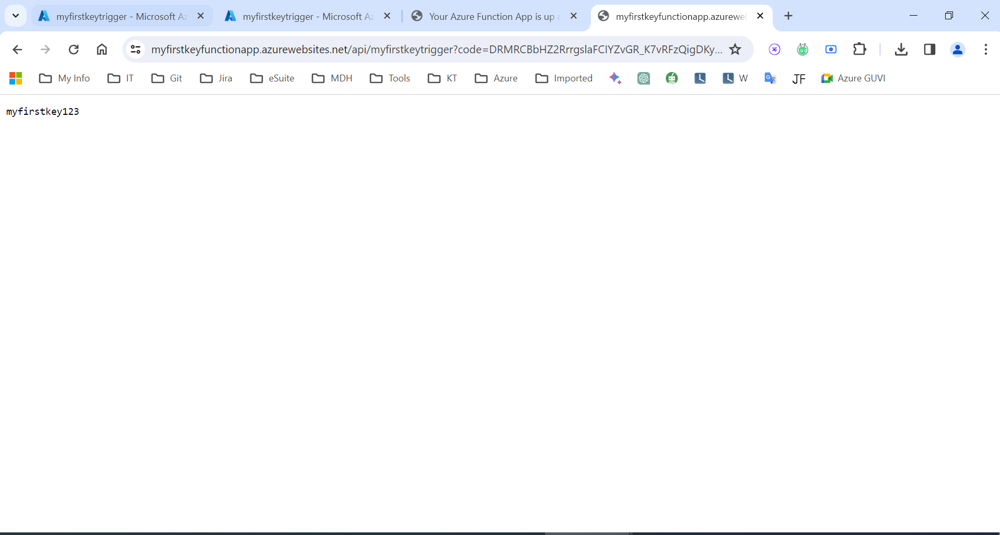 myfirstkeytrigger - Microsoft Az
myfirstkeytrigger - Microsoft Az
Your Azure Function App is up a
myfirstkeyfunctionapp.azurewe
myfirstkeyfunctionapp.azurewebsites.net/api/myfirstkeytrigger?code=DRMRCBbHZ2RrrgslaFCIYZvGR_K7vRFzQigDKy...
My Info IT Git Jira eSuite MDH Tools KT Azure Imported W JF Azure GUVI
myfirstkey123